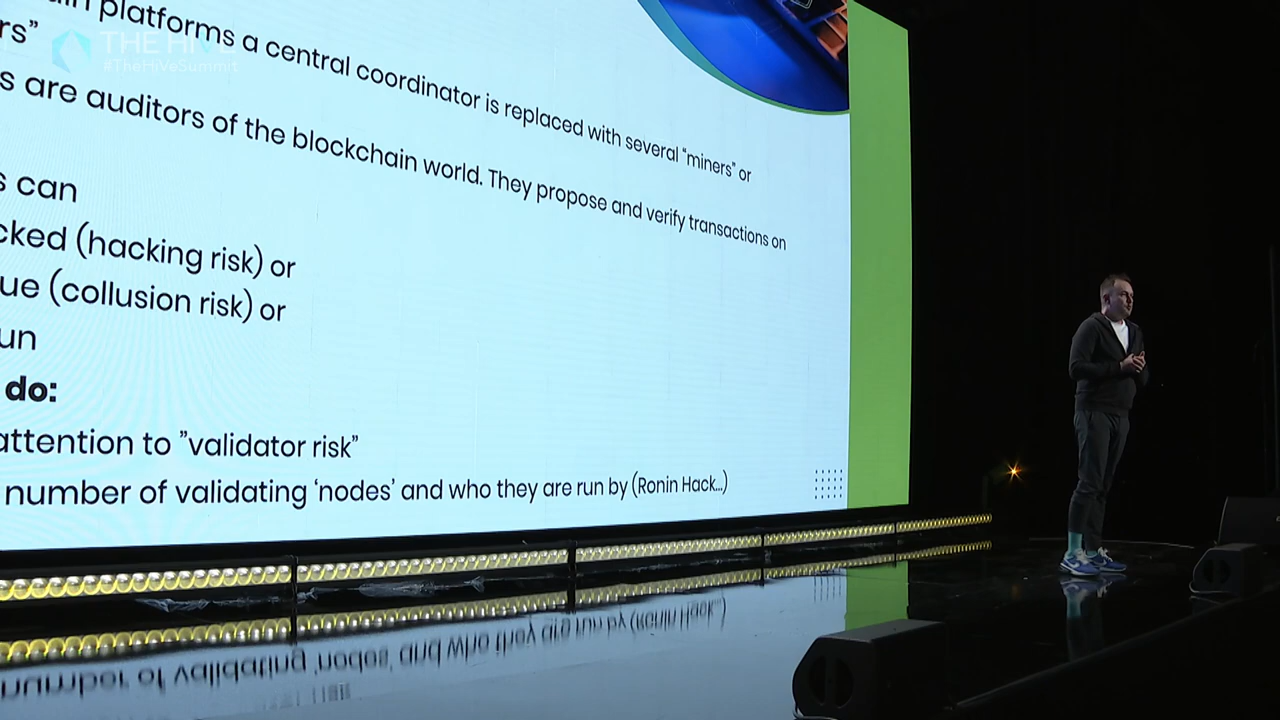 THE HiVE
#TheHiVeSummit
platforms a central coordinator is replaced with several "miners" or
rs”
s are auditors of the blockchain world. They propose and verify transactions on
s can
cked (hacking risk) or
ue (collusion risk) or
un
do:
attention to ”validator risk”
number of validating ‘nodes’ and who they are run by (Ronin Hack...)